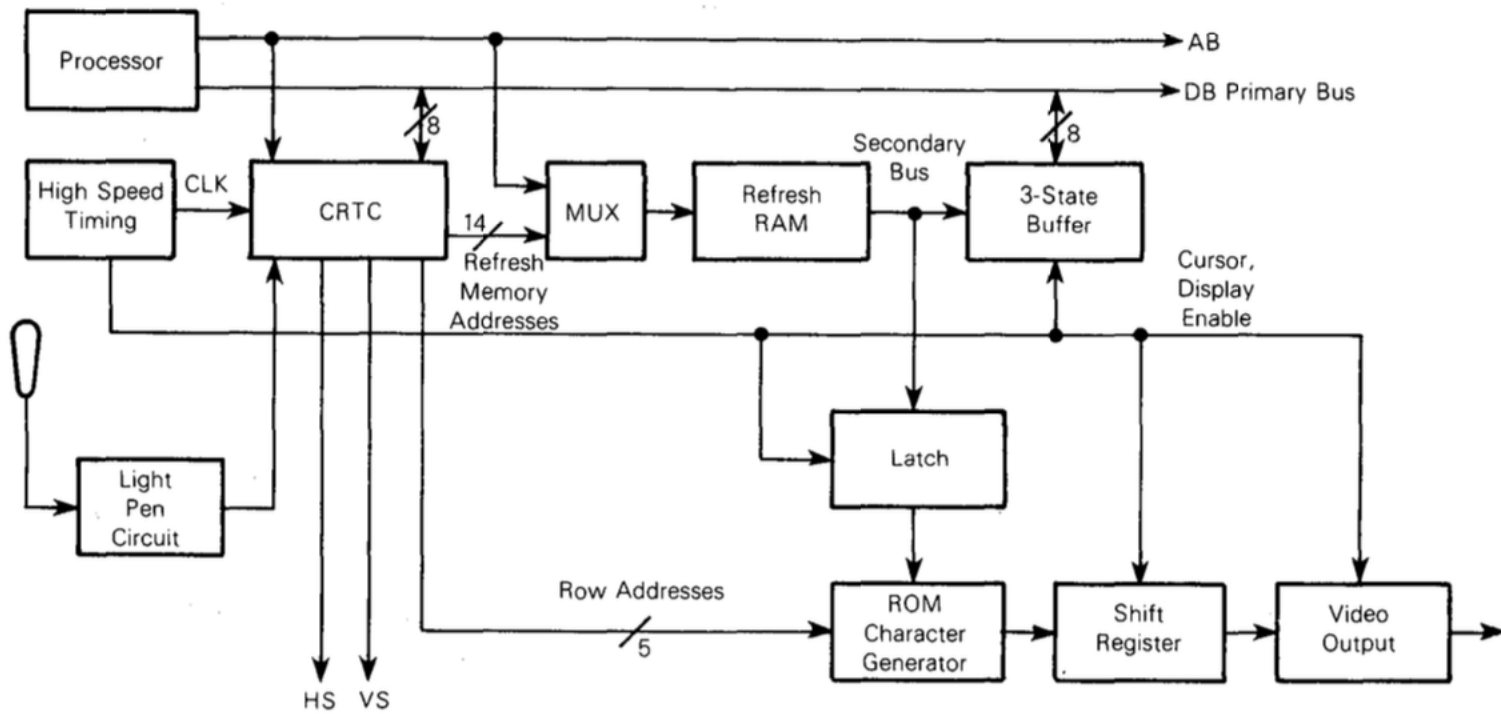 Processor
AB
DB Primary Bus
8
8
Secondary
Bus
High Speed
Timing
CLK
CRTC
14
Refresh
Memory
Addresses
MUX
Refresh
RAM
3-State
Buffer
Cursor,
Display
Enable
Light
Pen
Circuit
Latch
Row Addresses
5
ROM
Character
Generator
Shift
Register
Video
Output
HS VS